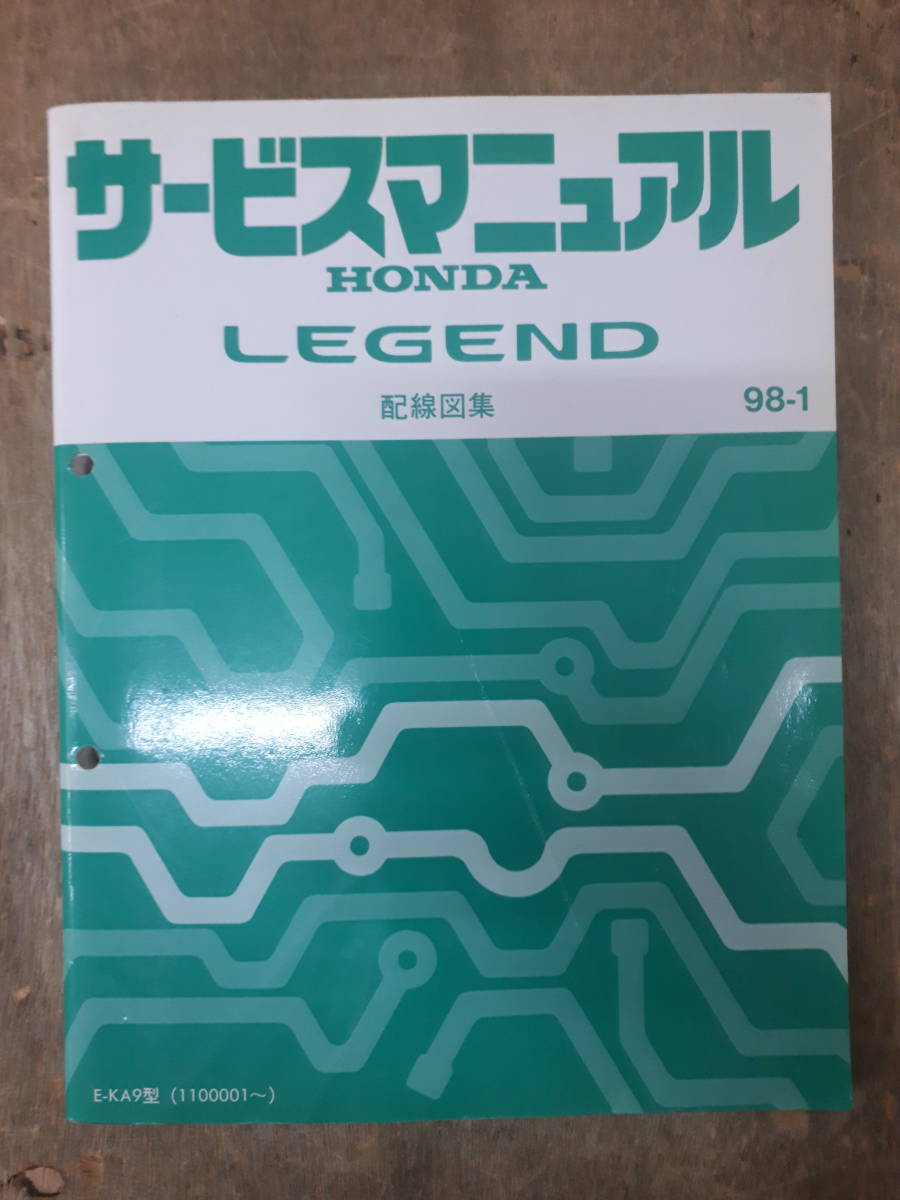 サービスマニュアル
HONDA
LEGEND
配線図集
98-1
E-KA9型 (1100001～)